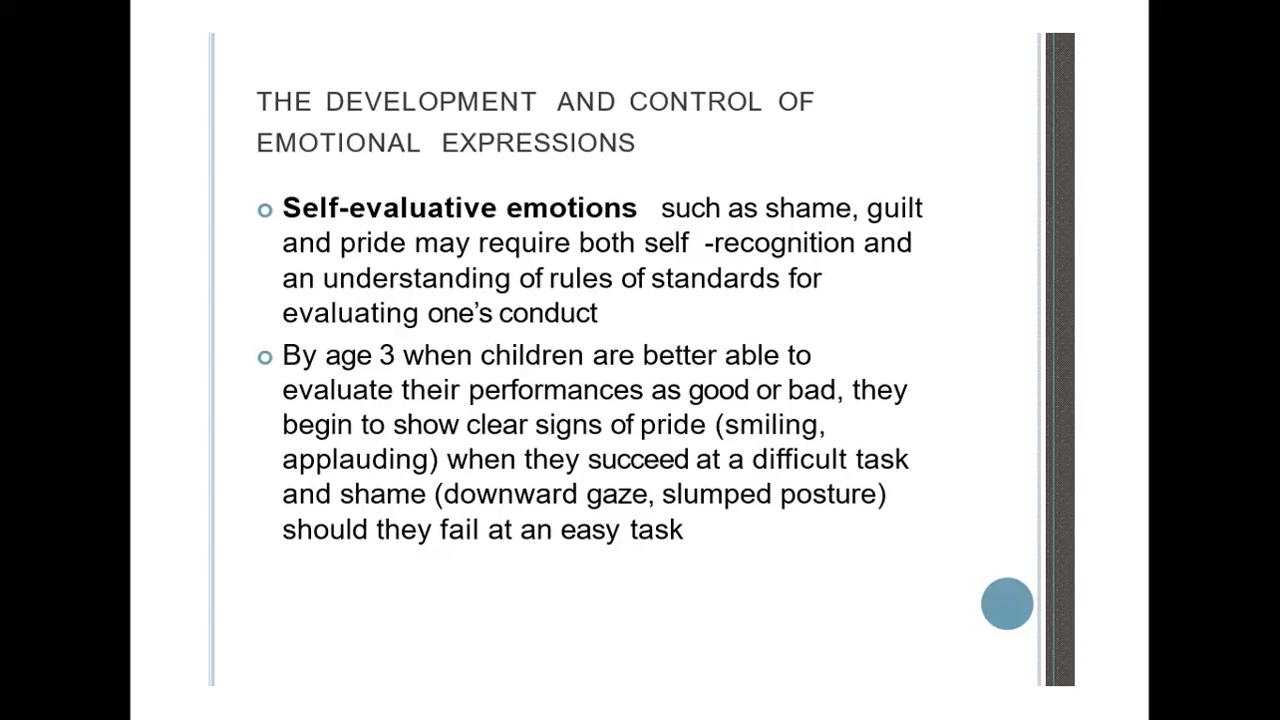 THE DEVELOPMENT AND CONTROL OF
EMOTIONAL EXPRESSIONS
Self-evaluative emotions such as shame, guilt
and pride may require both self -recognition and
an understanding of rules of standards for
evaluating one's conduct
By age 3 when children are better able to
evaluate their performances as good or bad, they
begin to show clear signs of pride (smiling,
applauding) when they succeed at a difficult task
and shame (downward gaze, slumped posture)
should they fail at an easy task